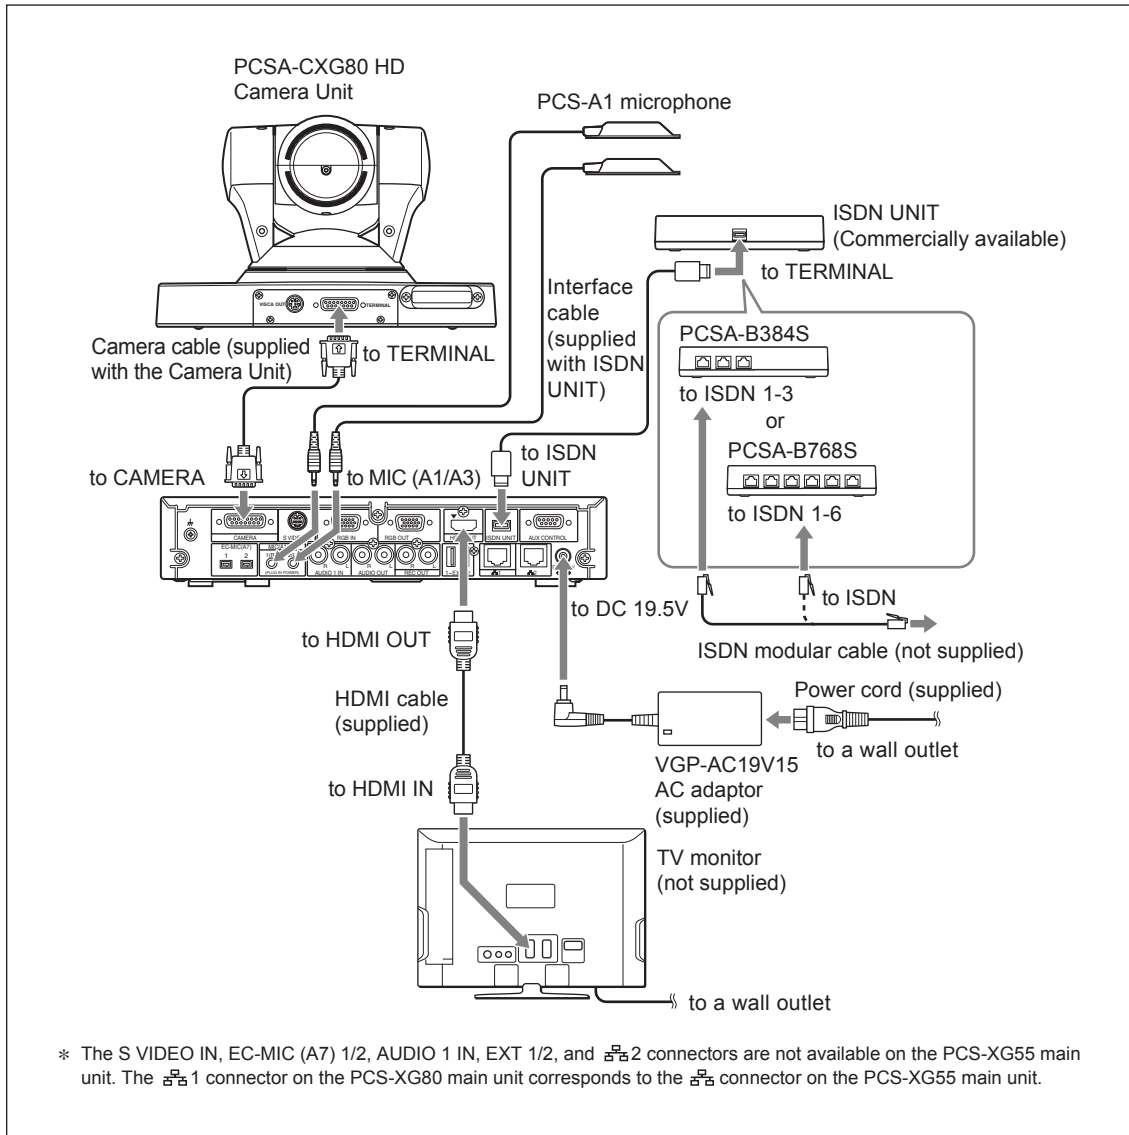 PCSA-CXG80 HD
Camera Unit
PCS-A1 microphone
ISDN UNIT
(Commercially available)
to TERMINAL
Interface
cable
(supplied
with ISDN
UNIT)
VISCA OUT
TERMINAL
Camera cable (supplied
with the Camera Unit)
to TERMINAL
PCSA-B384S
to ISDN 1-3
or
PCSA-B768S
to ISDN 1-6
to CAMERA
to MIC (A1/A3)
to ISDN
UNIT
CAMERA
RGB IN
RGB OUT
ISDN UNIT
AUX CONTROL
EC-MIC(A7)
1 2
(PLUG IN POWER)
R L
R L
R L
AUDIO 1 IN
AUDIO OUT
REC OUT
to ISDN
to DC 19.5V
ISDN modular cable (not supplied)
to HDMI OUT
HDMI cable
(supplied)
Power cord (supplied)
to a wall outlet
VGP-AC19V15
AC adaptor
(supplied)
to HDMI IN
TV monitor
(not supplied)
to a wall outlet
* The S VIDEO IN, EC-MIC (A7) 1/2, AUDIO 1 IN, EXT 1/2, and 2 connectors are not available on the PCS-XG55 main
unit. The 1 connector on the PCS-XG80 main unit corresponds to the connector on the PCS-XG55 main unit.